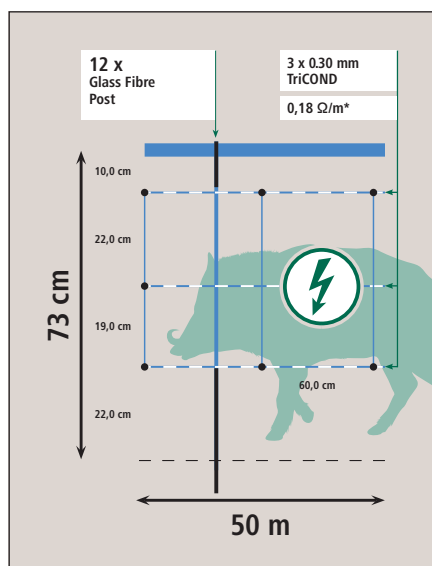 12 x
Glass Fibre
Post
3 x 0.30 mm
TriCOND
0,18 Ω/m*
10,0 cm
22,0 cm
73 cm
19,0 cm
60,0 cm
22,0 cm
50 m